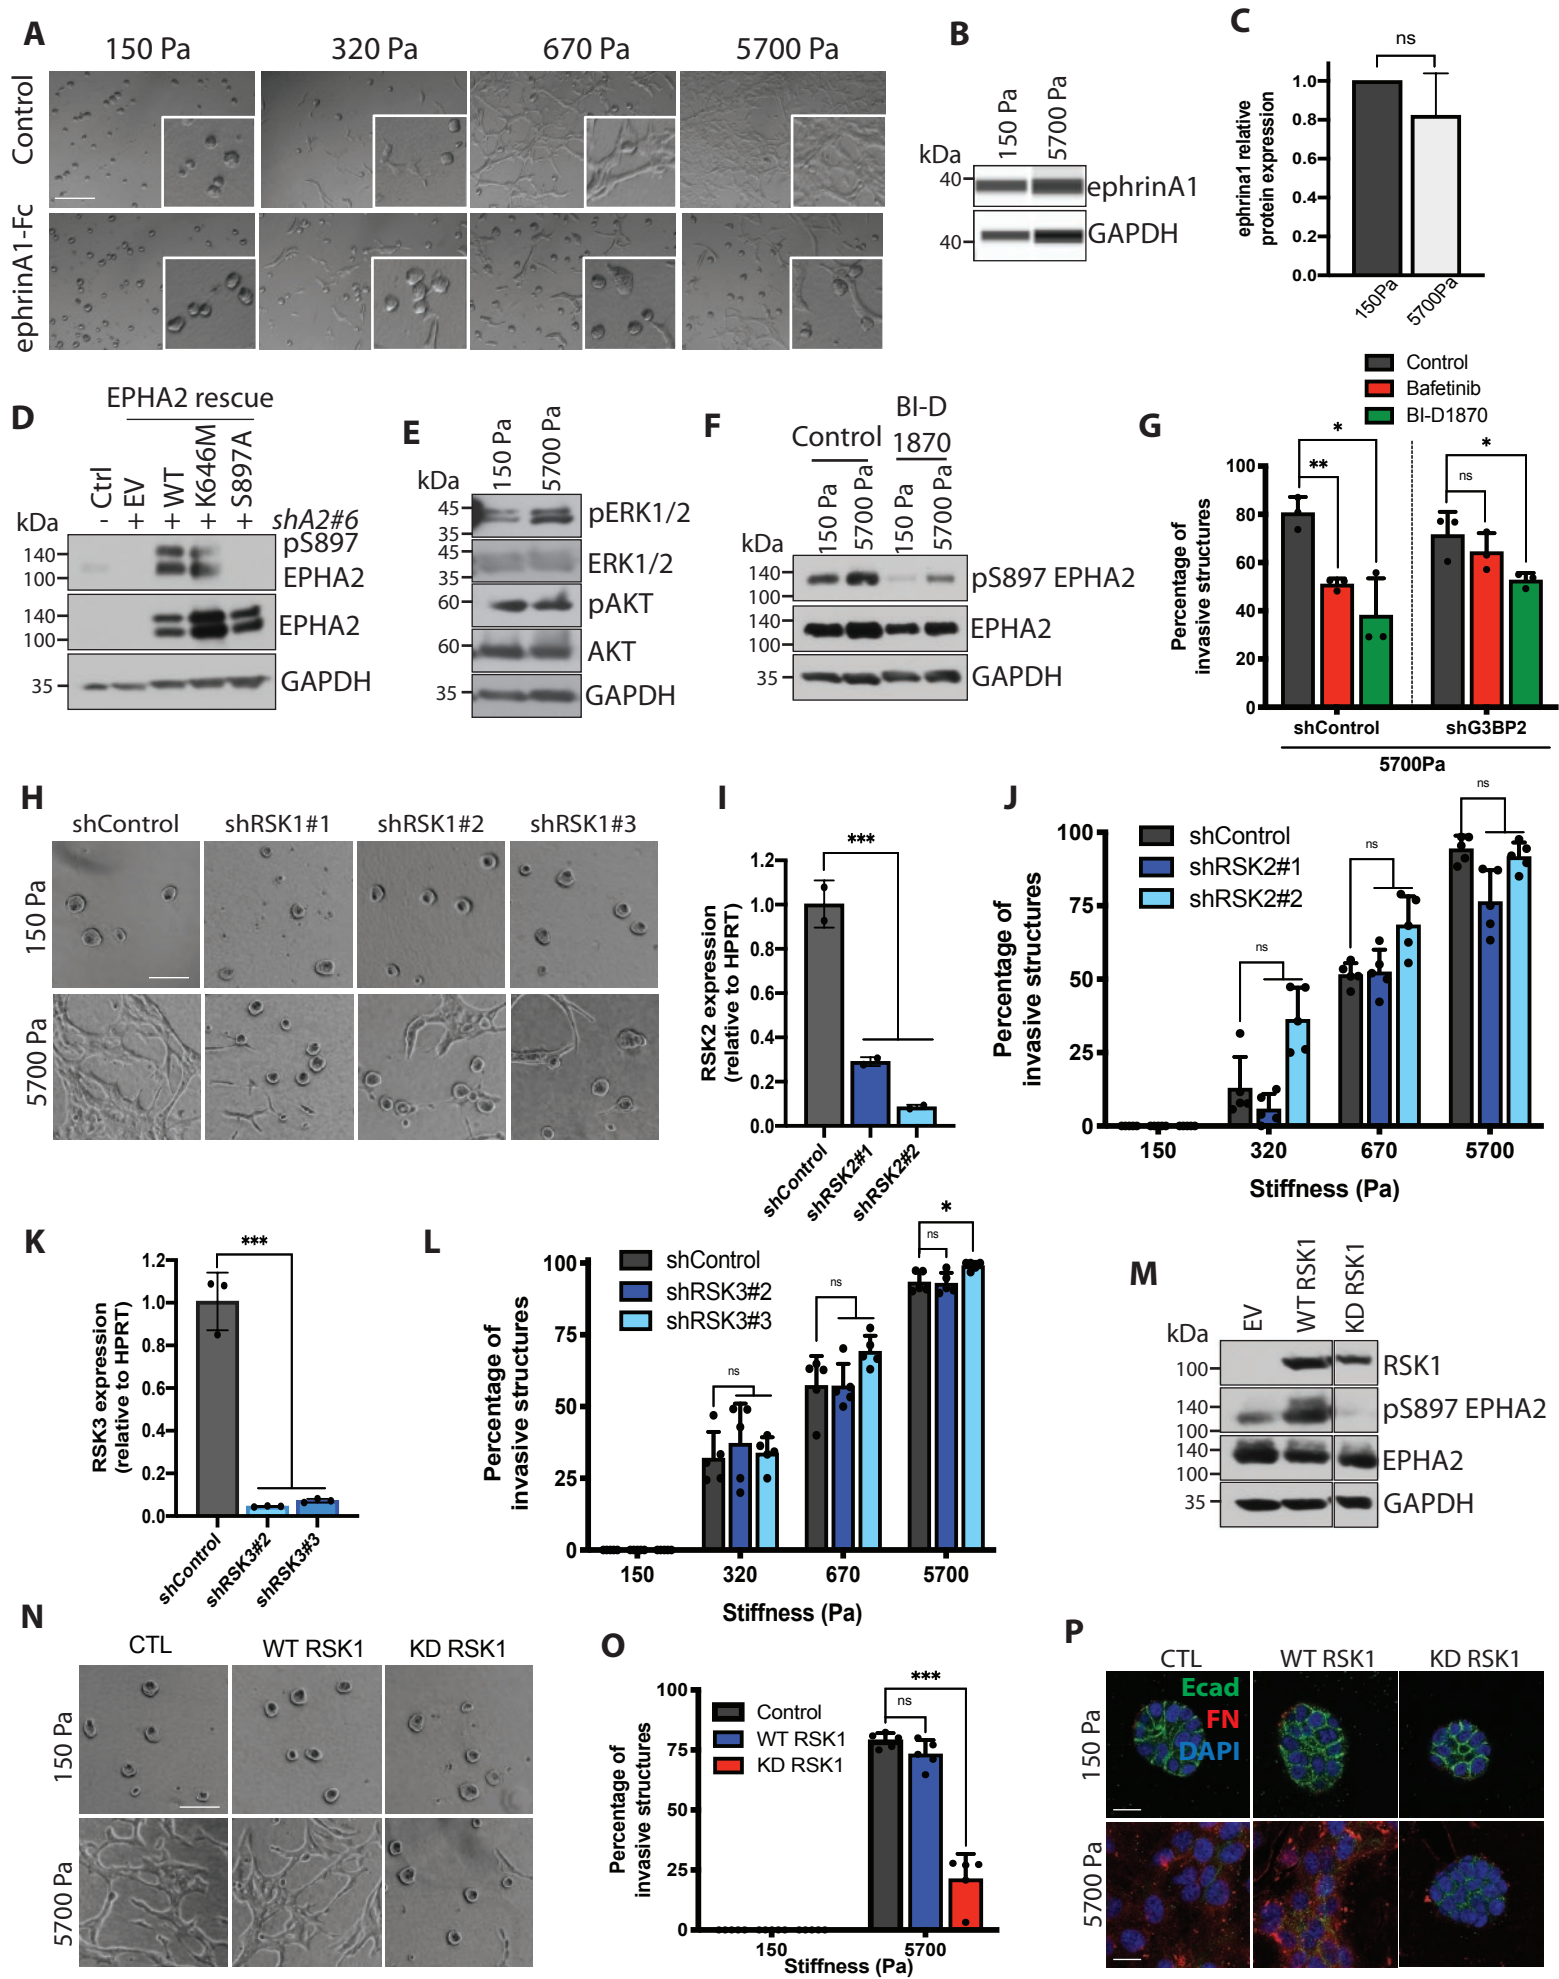 A
150 Pa 320 Pa 670 Pa 5700 Pa
Control
ephrinA1-Fc
B
150 Pa 5700 Pa
kDa
40 ephrinA1
40 GAPDH
C
ns
ephrina1 relative
protein expression
1.0
0.8
0.6
0.4
0.2
0.0
150Pa 5700Pa
D
EPHA2 rescue
Ctrl EV WT K646M S897A
- + + + + shA2#6
kDa
140 pS897
100 EPHA2
140
100 EPHA2
35 GAPDH
E
150 Pa 5700 Pa
kDa
45
35 pERK1/2
45
35 ERK1/2
60 pAKT
60 AKT
35 GAPDH
F
Control BI-D
1870
150 Pa 5700 Pa 150 Pa 5700 Pa
kDa
140
100 pS897 EPHA2
140
100 EPHA2
35 GAPDH
G
Control
Bafetinib
BI-D1870
* ** * ns
Percentage of
invasive structures
100
80
60
40
20
0
shControl shG3BP2
5700Pa
H
shControl shRSK1#1 shRSK1#2 shRSK1#3
150 Pa
5700 Pa
I
***
RSK2 expression
(relative to HPRT)
1.2
1.0
0.8
0.6
0.4
0.2
0.0
shControl shRSK2#1 shRSK2#2
J
shControl
shRSK2#1
shRSK2#2
ns ns ns
Percentage of
invasive structures
100
75
50
25
0
150 320 670 5700
Stiffness (Pa)
K
***
RSK3 expression
(relative to HPRT)
1.2
1.0
0.8
0.6
0.4
0.2
0.0
shControl shRSK3#2 shRSK3#3
L
shControl
shRSK3#2
shRSK3#3
ns ns ns *
Percentage of
invasive structures
100
75
50
25
0
150 320 670 5700
Stiffness (Pa)
M
EV WT RSK1 KD RSK1
kDa
100 RSK1
140
100 pS897 EPHA2
140
100 EPHA2
35 GAPDH
N
CTL WT RSK1 KD RSK1
150 Pa
5700 Pa
O
Control
WT RSK1
KD RSK1
*** ns
Percentage of
invasive structures
100
75
50
25
0
150 5700
Stiffness (Pa)
P
CTL WT RSK1 KD RSK1
Ecad
FN
DAPI
150 Pa
5700 Pa